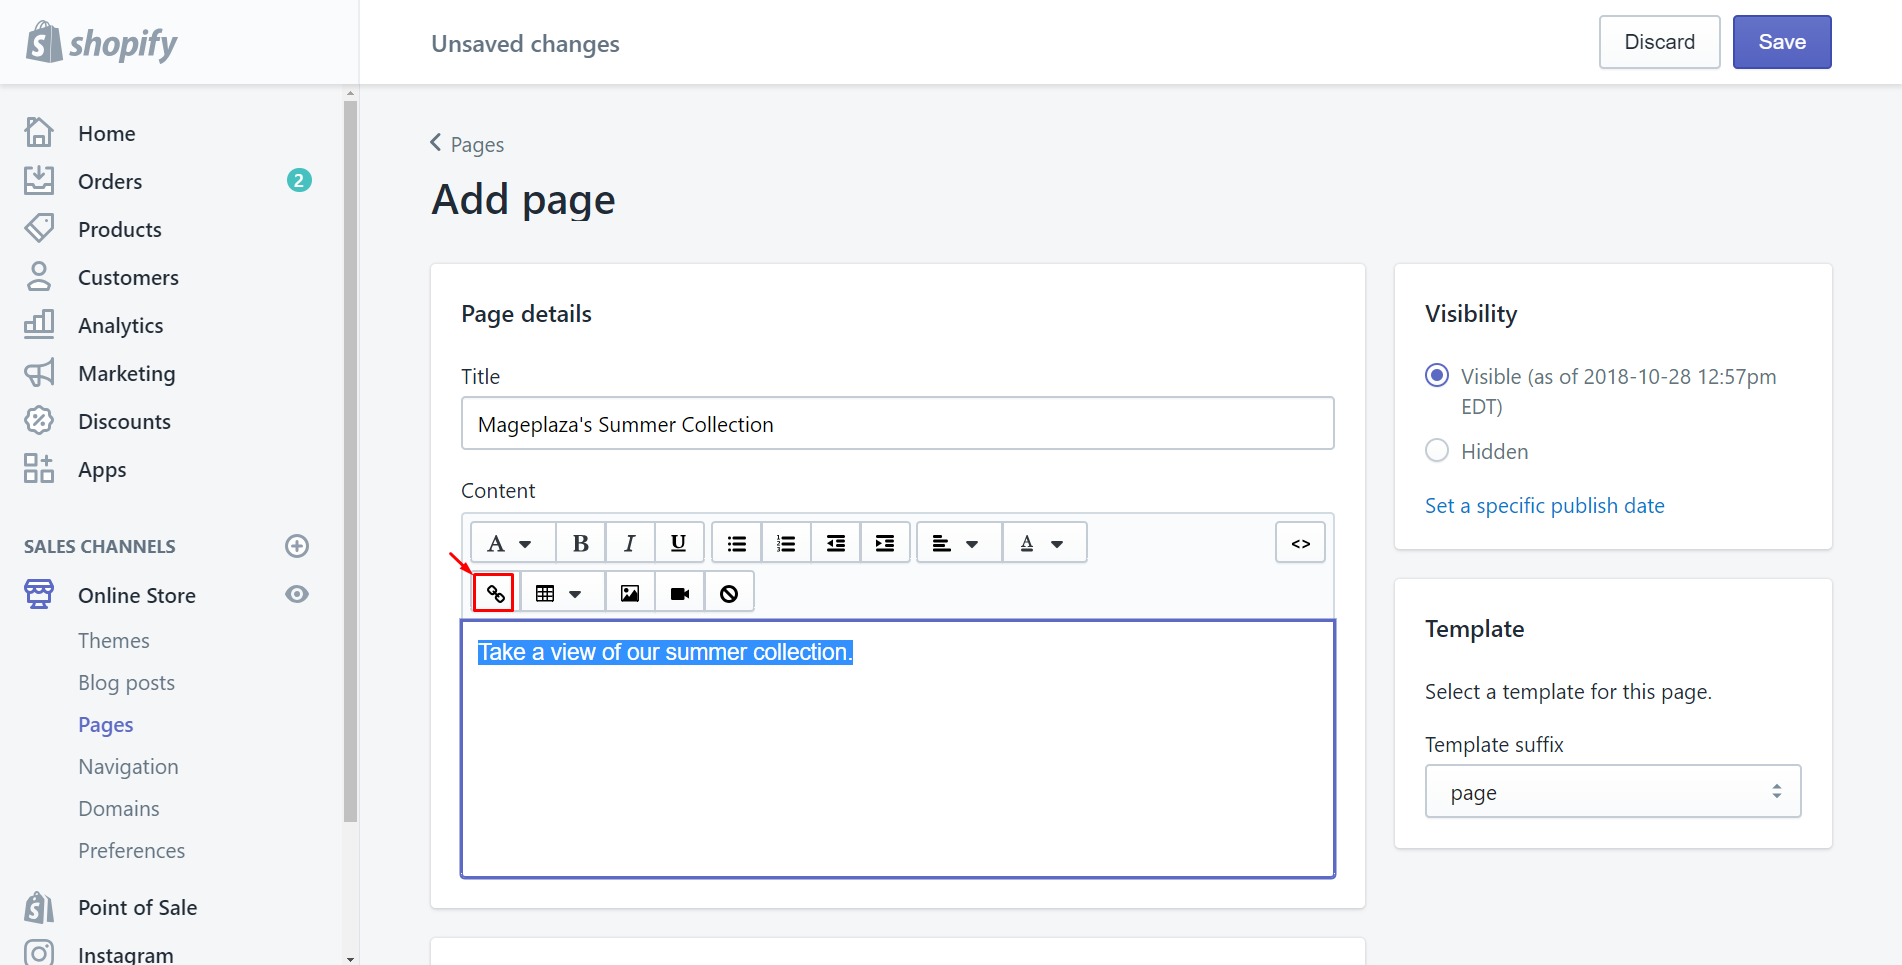 shopify
Unsaved changes
Discard
Save
Home
Orders
2
Products
Customers
Analytics
Marketing
Discounts
Apps
SALES CHANNELS
Online Store
Themes
Blog posts
Pages
Navigation
Domains
Preferences
Point of Sale
Instagram
Pages
Add page
Page details
Title
Mageplaza's Summer Collection
Content
A
B
I
U
A
<>
Take a view of our summer collection.
Visibility
Visible (as of 2018-10-28 12:57pm
EDT)
Hidden
Set a specific publish date
Template
Select a template for this page.
Template suffix
page